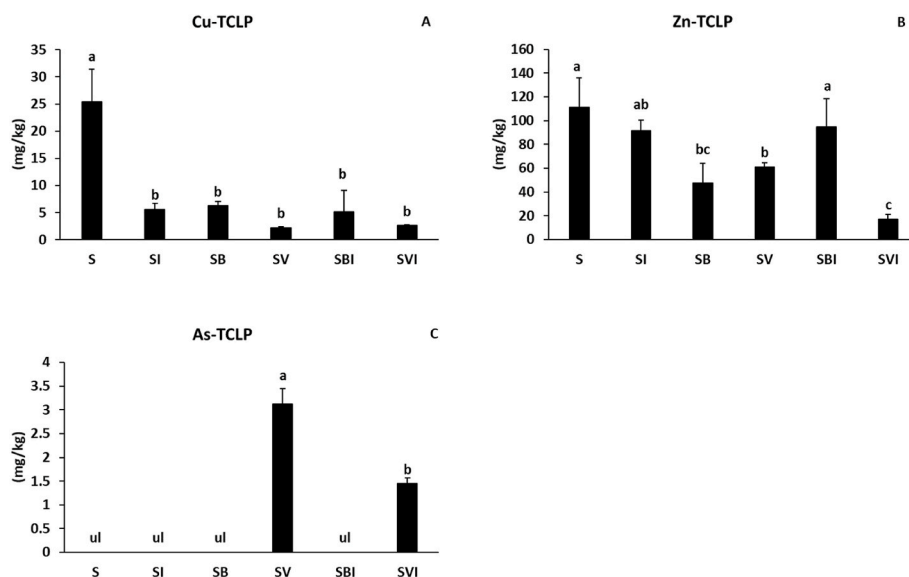 Cu-TCLP A
35
30
25
20
15
10
5
0
(mg/kg)
a
b
b
b
b
b
S SI SB SV SBI SVI
Zn-TCLP B
160
140
120
100
80
60
40
20
0
(mg/kg)
a
ab
bc
b
a
c
S SI SB SV SBI SVI
As-TCLP C
4
3.5
3
2.5
2
1.5
1
0.5
0
(mg/kg)
ul
ul
ul
a
ul
b
S SI SB SV SBI SVI